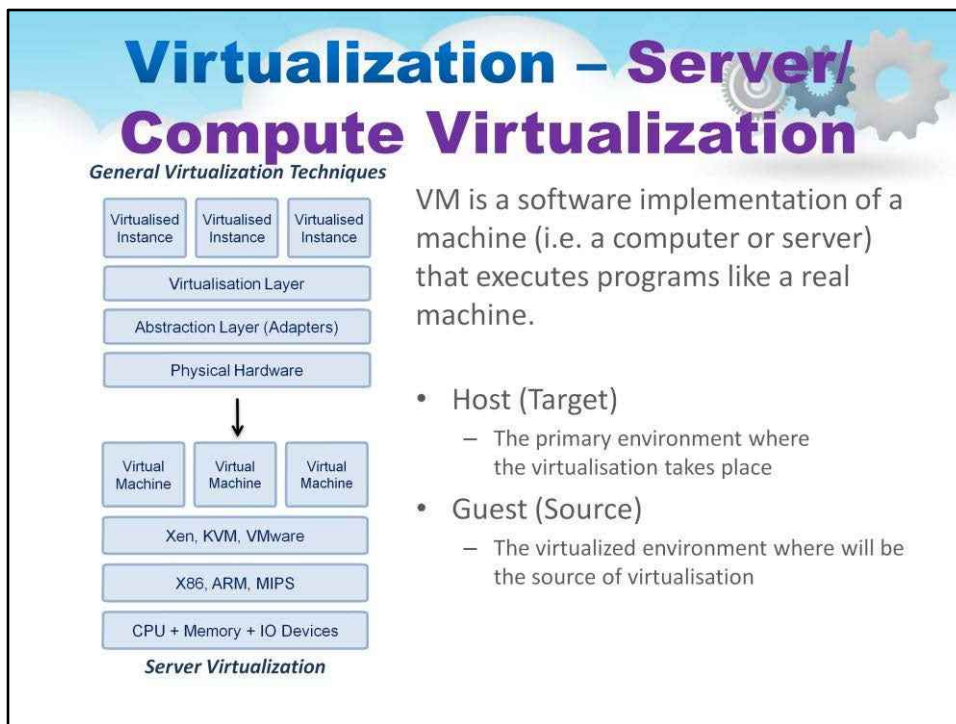 Virtualization – Server/
Compute Virtualization
General Virtualization Techniques
Virtualised Virtualised Virtualised
Instance Instance Instance
Virtualisation Layer
Abstraction Layer (Adapters)
Physical Hardware
Virtual Virtual Virtual
Machine Machine Machine
Xen, KVM, VMware
X86, ARM, MIPS
CPU + Memory + IO Devices
Server Virtualization
VM is a software implementation of a
machine (i.e. a computer or server)
that executes programs like a real
machine.
• Host (Target)
– The primary environment where
the virtualisation takes place
• Guest (Source)
– The virtualized environment where will be
the source of virtualisation